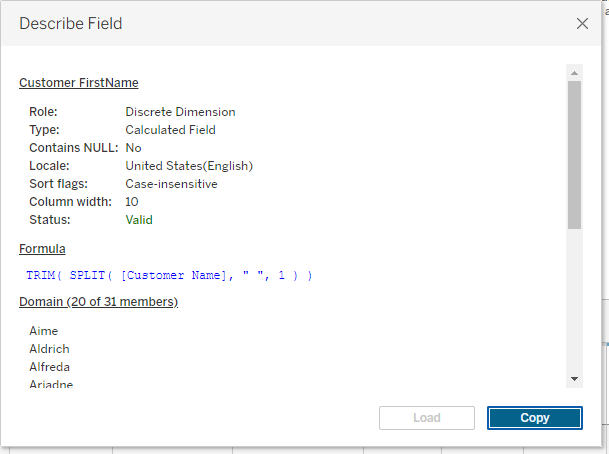 Describe Field
Customer FirstName
Role: Discrete Dimension
Type: Calculated Field
Contains NULL: No
Locale: United States(English)
Sort flags: Case-insensitive
Column width: 10
Status: Valid
Formula
TRIM( SPLIT( [Customer Name], " ", 1 ) )
Domain (20 of 31 members)
Aime
Aldrich
Alfreda
Ariadne
Load
Copy